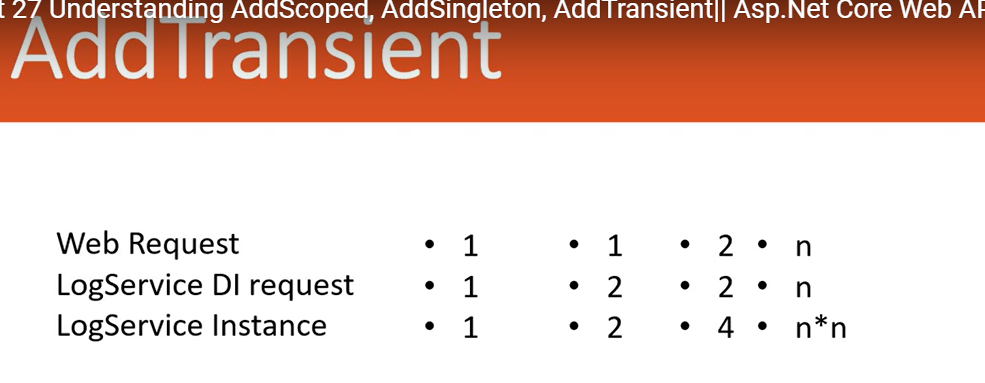 t 27 Understanding AddScoped, AddSingleton, AddTransient|| Asp.Net Core Web AP
AddTransient
Web Request • 1 • 1 • 2 • n
LogService DI request • 1 • 2 • 2 • n
LogService Instance • 1 • 2 • 4 • n*n